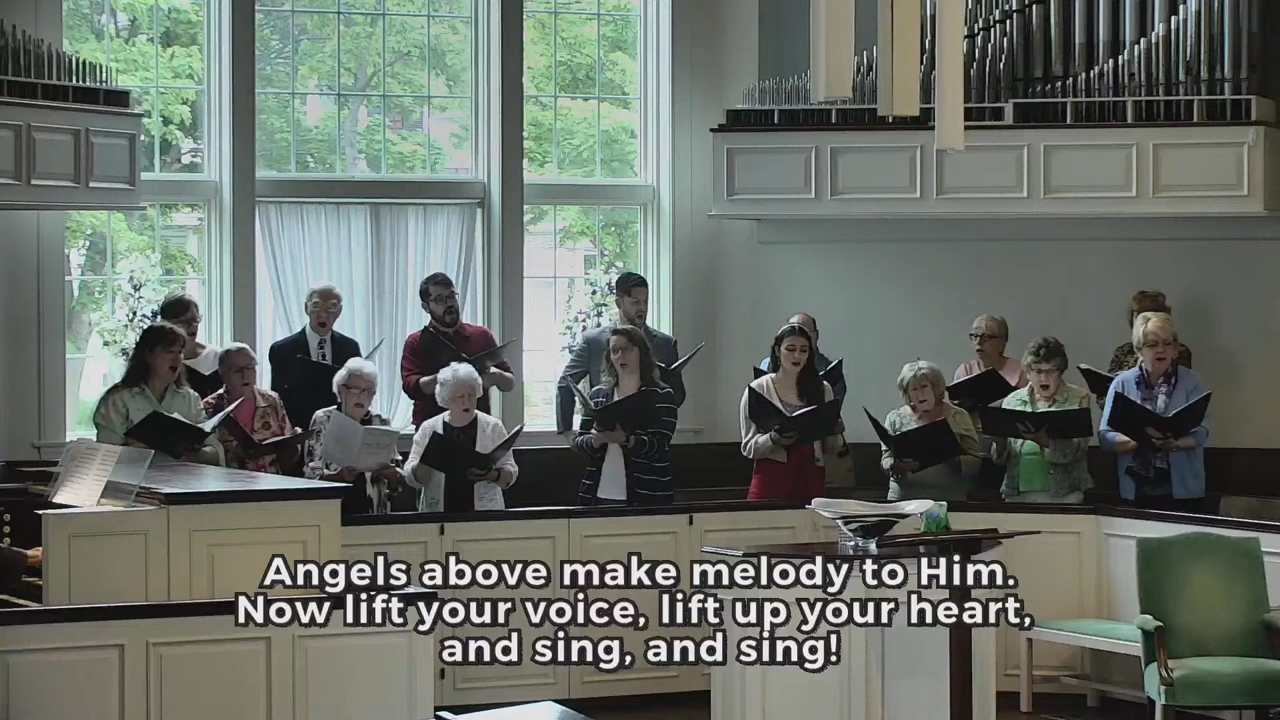 Angels above make melody to Him.
Now lift your voice, lift up your heart,
and sing, and sing!